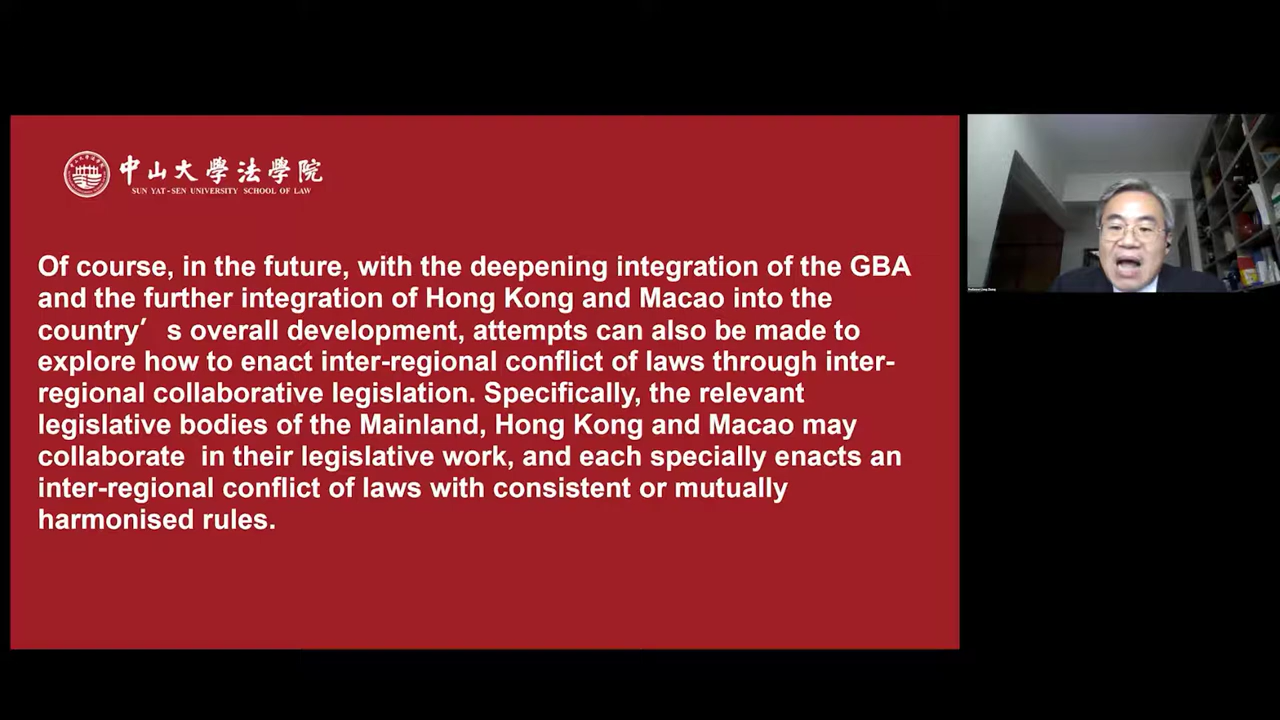 中山大學法學院
SUN YAT-SEN UNIVERSITY SCHOOL OF LAW
Of course, in the future, with the deepening integration of the GBA
and the further integration of Hong Kong and Macao into the
country’ s overall development, attempts can also be made to
explore how to enact inter-regional conflict of laws through inter-
regional collaborative legislation. Specifically, the relevant
legislative bodies of the Mainland, Hong Kong and Macao may
collaborate  in their legislative work, and each specially enacts an
inter-regional conflict of laws with consistent or mutually
harmonised rules.